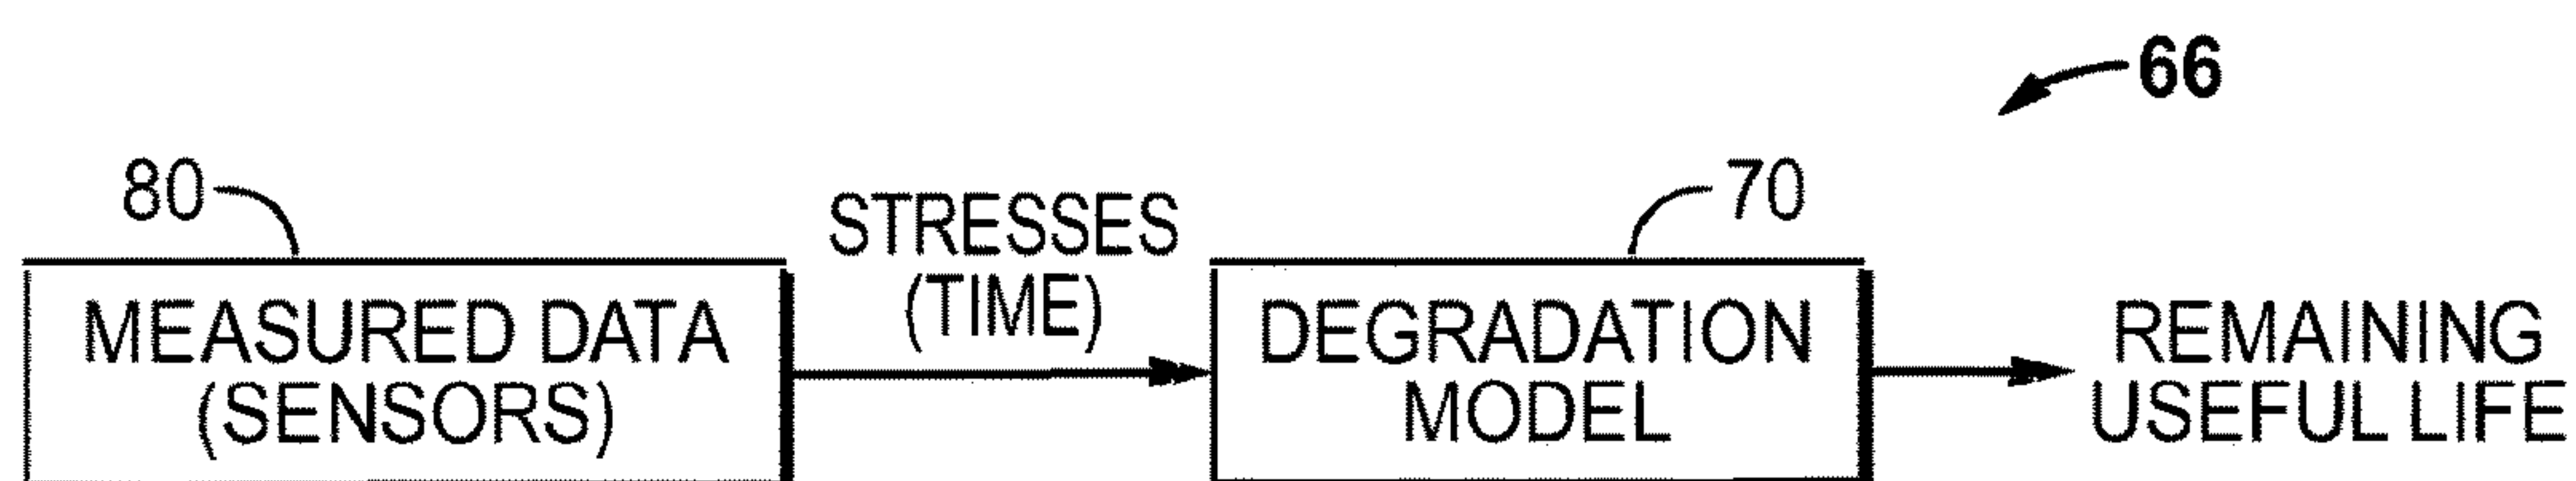 66
80
STRESSES
(TIME)
70
MEASURED DATA
(SENSORS)
DEGRADATION
MODEL
REMAINING
USEFUL LIFE